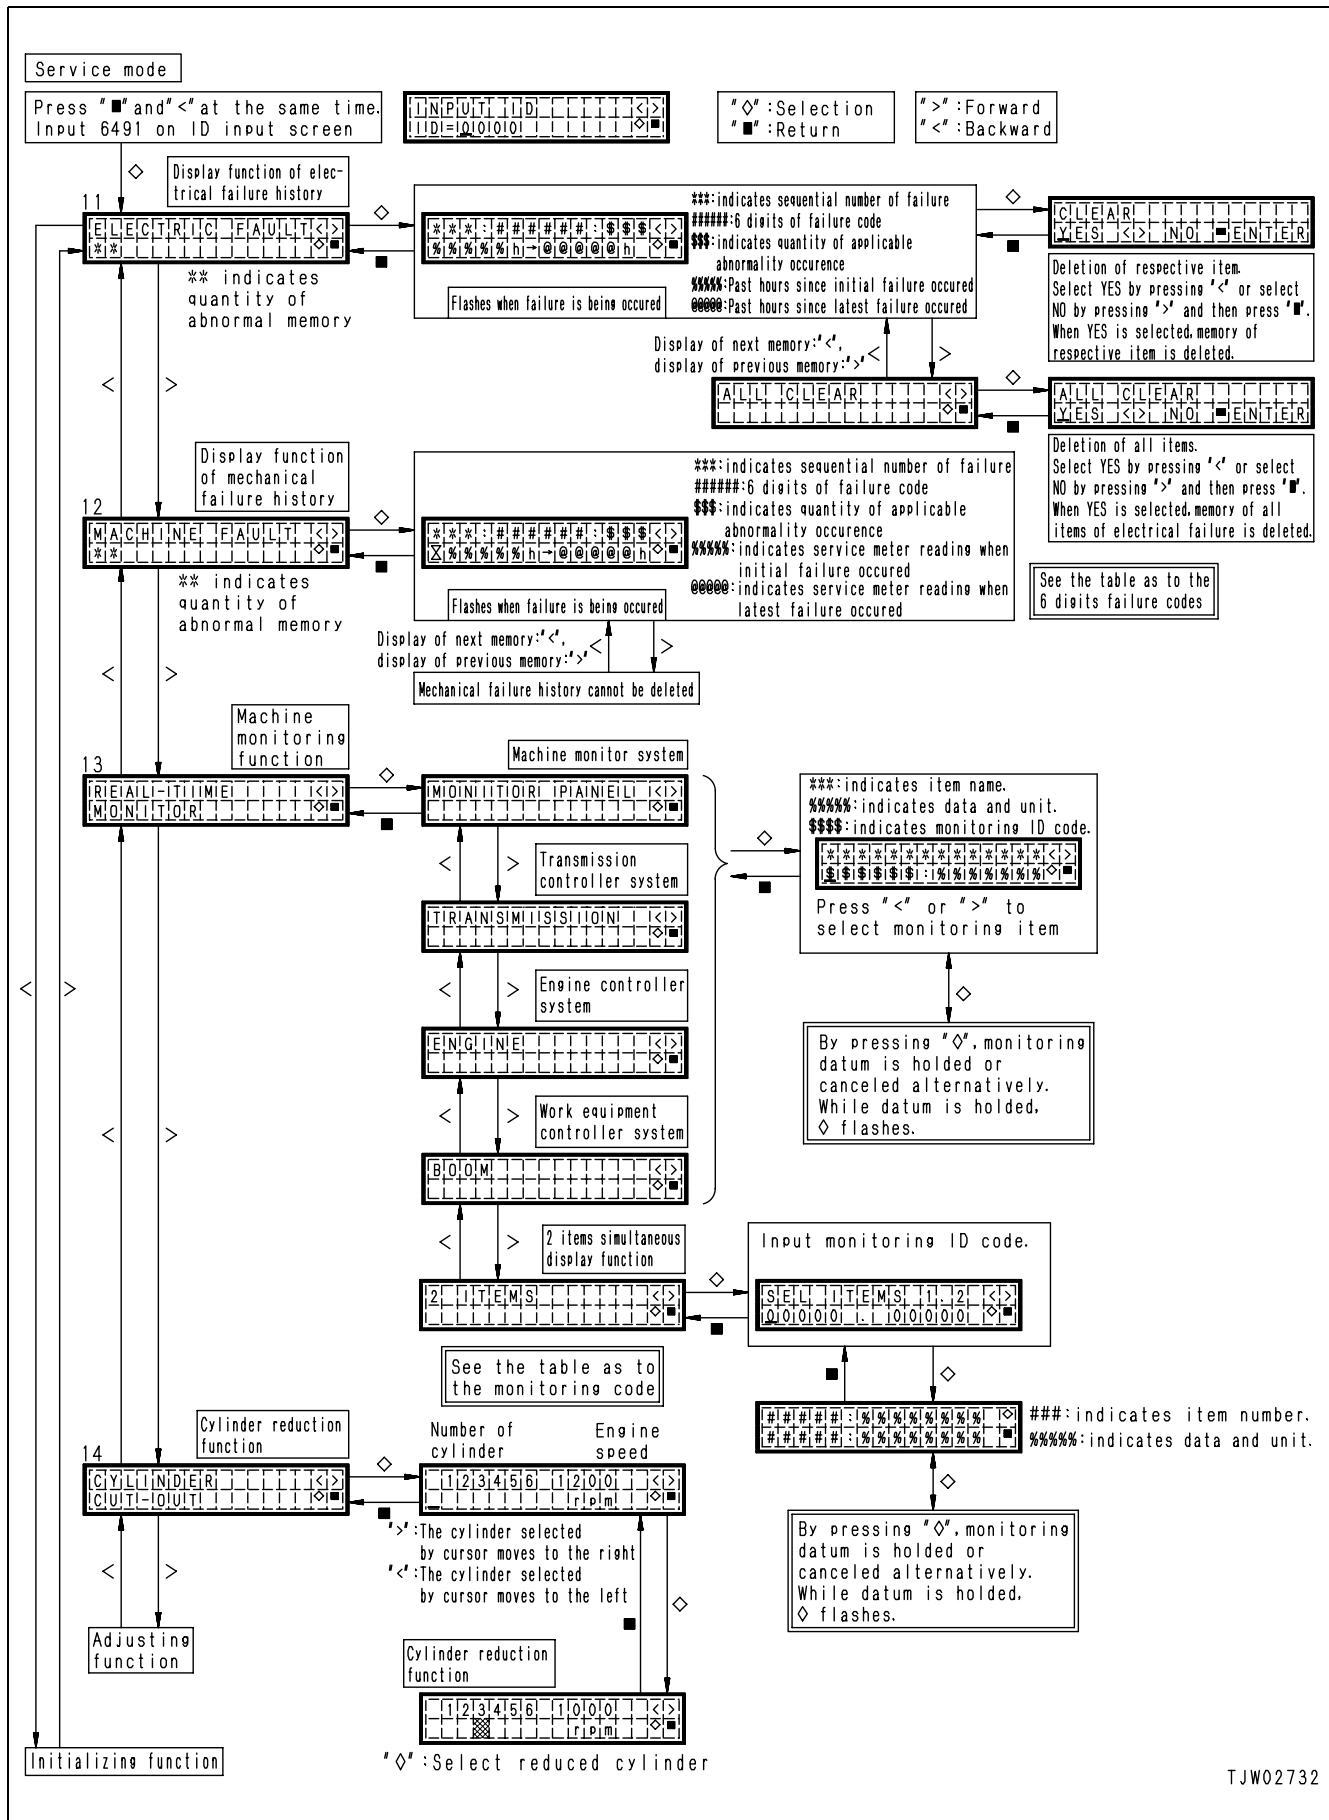 Service mode
Press "■" and "<" at the same time.
Input 6491 on ID input screen
INPUT ID <>
ID=0000 ◇■
"◇":Selection
"■":Return
">":Forward
"<":Backward
◇
Display function of elec-
trical failure history
11
ELECTRIC FAULT<>
** ◇■
◇
■
** indicates
quantity of
abnormal memory
***:######:$$$<>
%%%%%h→@@@@@h ◇■
Flashes when failure is being occured
***:indicates sequential number of failure
######:6 digits of failure code
$$$:indicates quantity of applicable
abnormality occurence
%%%%%:Past hours since initial failure occured
@@@@@:Past hours since latest failure occured
◇
■
CLEAR
YES <> NO ■ENTER
Deletion of respective item.
Select YES by pressing "<" or select
NO by pressing ">" and then press "■".
When YES is selected,memory of
respective item is deleted.
Display of next memory:"<",
display of previous memory:">"
< >
ALL CLEAR <>
◇■
◇
■
ALL CLEAR
YES <> NO ■ENTER
Deletion of all items.
Select YES by pressing "<" or select
NO by pressing ">" and then press "■".
When YES is selected,memory of all
items of electrical failure is deleted.
< >
Display function
of mechanical
failure history
12
MACHINE FAULT <>
** ◇■
◇
■
** indicates
quantity of
abnormal memory
***:######:$$$<>
%%%%%h→@@@@@h ◇■
Flashes when failure is being occured
***:indicates sequential number of failure
######:6 digits of failure code
$$$:indicates quantity of applicable
abnormality occurence
%%%%%:indicates service meter reading when
initial failure occured
@@@@@:indicates service meter reading when
latest failure occured
See the table as to the
6 digits failure codes
Display of next memory:"<",
display of previous memory:">"
< >
Mechanical failure history cannot be deleted
< >
Machine
monitoring
function
13
REAL-TIME <>
MONITOR ◇■
◇
■
Machine monitor system
MONITOR PANEL <>
◇■
< >
Transmission
controller system
TRANSMISSION <>
◇■
< >
Engine controller
system
ENGINE <>
◇■
< >
Work equipment
controller system
BOOM <>
◇■
< >
2 items simultaneous
display function
2 ITEMS <>
◇■
◇
■
***:indicates item name.
%%%%%:indicates data and unit.
$$$$:indicates monitoring ID code.
*************<>
$$$$$$:%%%%%%%◇■
Press "<" or ">" to
select monitoring item
◇
By pressing "◇",monitoring
datum is held or
canceled alternatively.
While datum is held,
◇ flashes.
◇
■
Input monitoring ID code.
SEL ITEMS 1.2 <>
00000 . 00000 ◇■
■ ◇
#####:%%%%%%%% ◇
#####:%%%%%%%% ■
###:indicates item number.
%%%%%:indicates data and unit.
◇
By pressing "◇",monitoring
datum is held or
canceled alternatively.
While datum is held,
◇ flashes.
See the table as to
the monitoring code
< >
< >
Cylinder reduction
function
14
CYLINDER <>
CUT-OUT ◇■
◇
■
Number of
cylinder
Engine
speed
123456 1200 <>
rpm ◇■
">":The cylinder selected
by cursor moves to the right
"<":The cylinder selected
by cursor moves to the left
■ ◇
< >
Adjusting
function
Cylinder reduction
function
123456 1000 <>
rpm ◇■
"◇":Select reduced cylinder
Initializing function
TJW02732